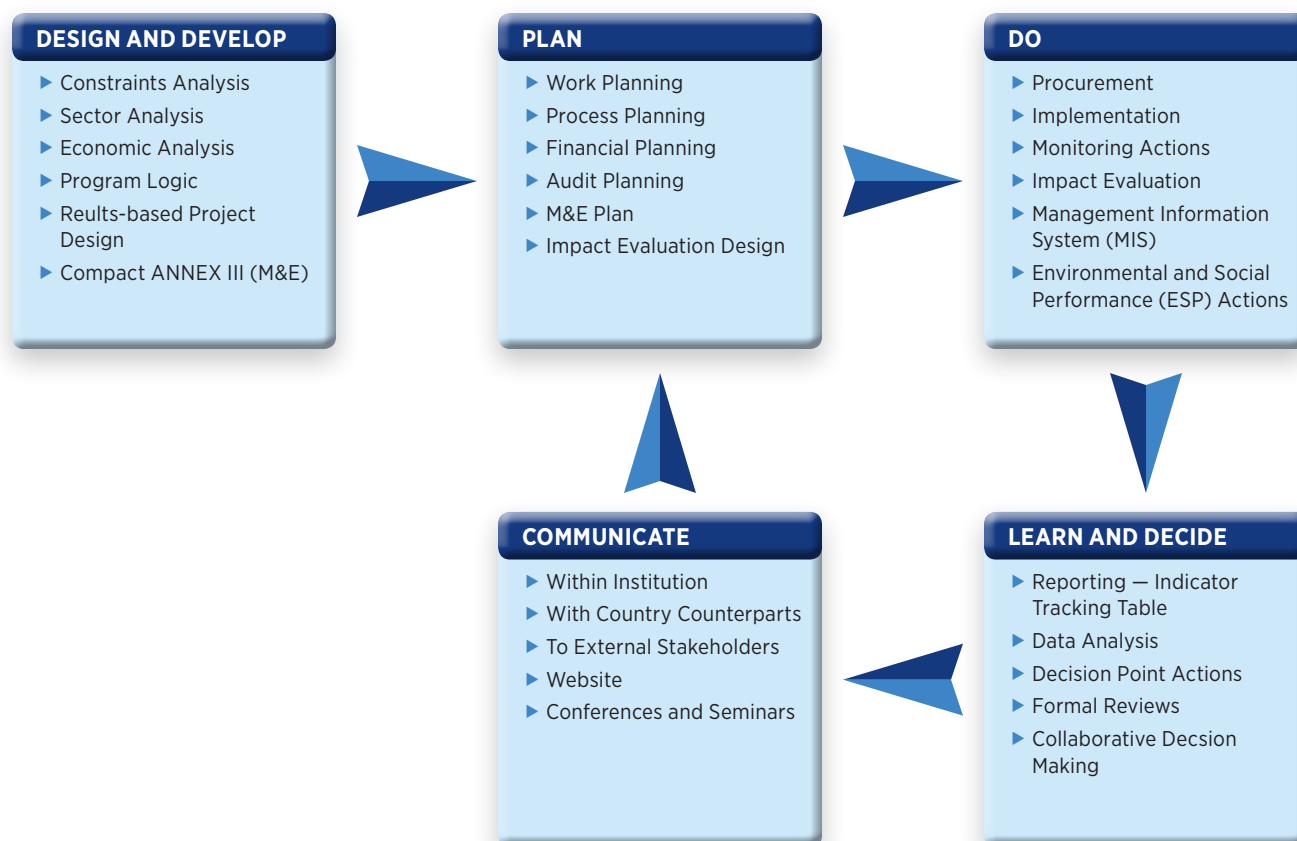 DESIGN AND DEVELOP
Constraints Analysis
Sector Analysis
Economic Analysis
Program Logic
Reults-based Project
Design
Compact ANNEX III (M&E)
PLAN
Work Planning
Process Planning
Financial Planning
Audit Planning
M&E Plan
Impact Evaluation Design
DO
Procurement
Implementation
Monitoring Actions
Impact Evaluation
Management Information
System (MIS)
Environmental and Social
Performance (ESP) Actions
COMMUNICATE
Within Institution
With Country Counterparts
To External Stakeholders
Website
Conferences and Seminars
LEARN AND DECIDE
Reporting — Indicator
Tracking Table
Data Analysis
Decision Point Actions
Formal Reviews
Collaborative Decsion
Making